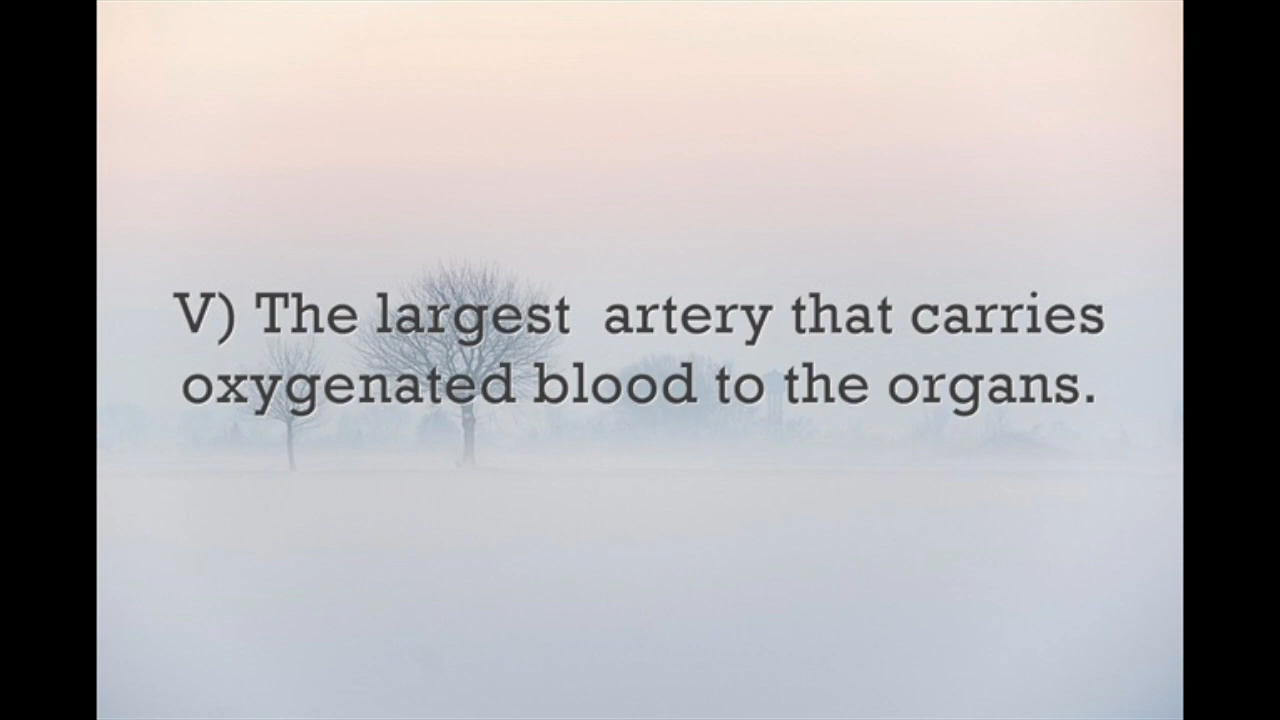 V) The largest  artery that carries
oxygenated blood to the organs.